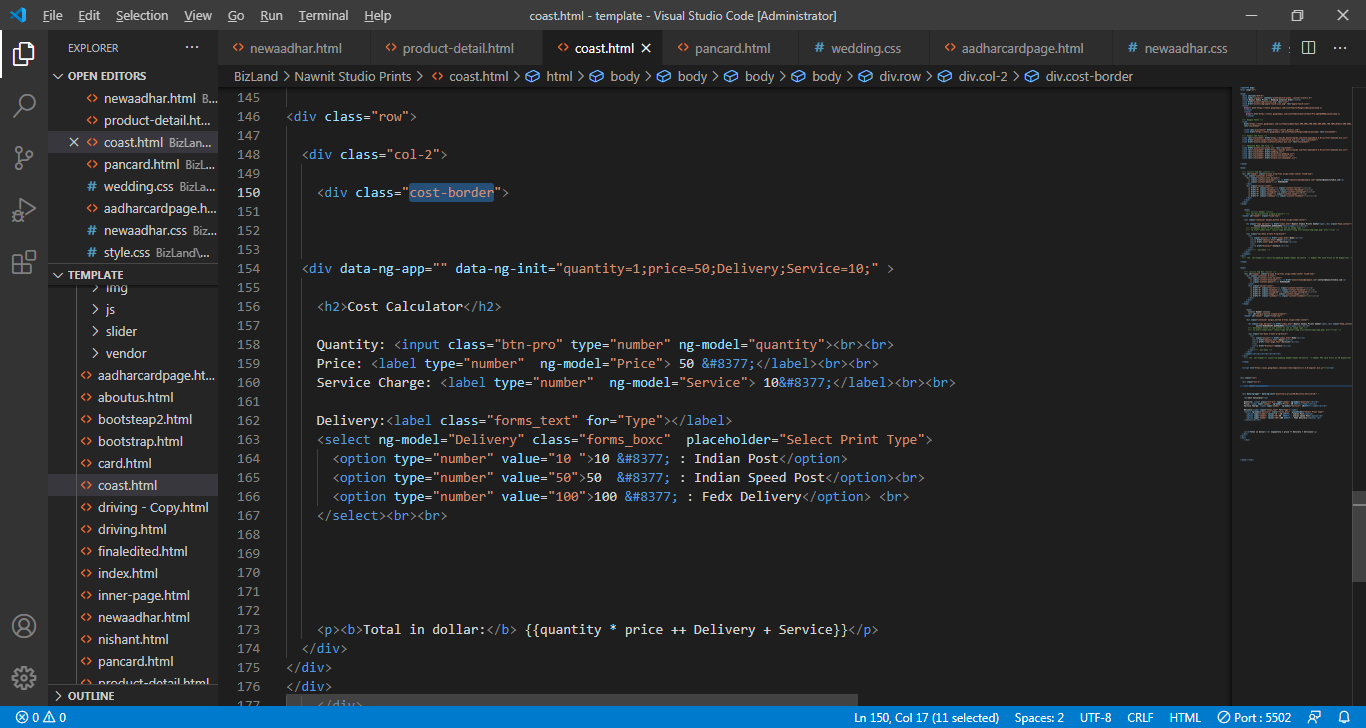 File Edit Selection View Go Run Terminal Help coast.html - template - Visual Studio Code [Administrator]
EXPLORER
OPEN EDITORS
newaadhar.html B...
product-detail.ht...
coast.html BizLan...
pancard.html BizL...
wedding.css BizLa...
aadharcardpage.h...
newaadhar.css Biz...
style.css BizLand\...
TEMPLATE
img
js
slider
vendor
aadharcardpage.ht...
aboutus.html
bootsteap2.html
bootstrap.html
card.html
coast.html
driving - Copy.html
driving.html
finaledited.html
index.html
inner-page.html
newaadhar.html
nishant.html
pancard.html
product-detail.html
OUTLINE
newaadhar.html product-detail.html coast.html pancard.html wedding.css aadharcardpage.html newaadhar.css
BizLand > Nawnit Studio Prints > coast.html > html > body > body > body > body > div.row > div.col-2 > div.cost-border
145
146 <div class="row">
147
148 <div class="col-2">
149
150 <div class="cost-border">
151
152
153
154 <div data-ng-app="" data-ng-init="quantity=1;price=50;Delivery;Service=10;" >
155
156 <h2>Cost Calculator</h2>
157
158 Quantity: <input class="btn-pro" type="number" ng-model="quantity"><br><br>
159 Price: <label type="number"  ng-model="Price"> 50 &#8377;</label><br><br>
160 Service Charge: <label type="number"  ng-model="Service"> 10&#8377;</label><br><br>
161
162 Delivery:<label class="forms_text" for="Type"></label>
163 <select ng-model="Delivery" class="forms_boxc"  placeholder="Select Print Type">
164 <option type="number" value="10 ">10 &#8377; : Indian Post</option>
165 <option type="number" value="50">50  &#8377; : Indian Speed Post</option><br>
166 <option type="number" value="100">100 &#8377; : Fedx Delivery</option> <br>
167 </select><br><br>
168
169
170
171
172
173 <p><b>Total in dollar:</b> {{quantity * price ++ Delivery + Service}}</p>
174 </div>
175 </div>
176 </div>
177 </div>
0 0 Ln 150, Col 17 (11 selected) Spaces: 2 UTF-8 CRLF HTML Port : 5502